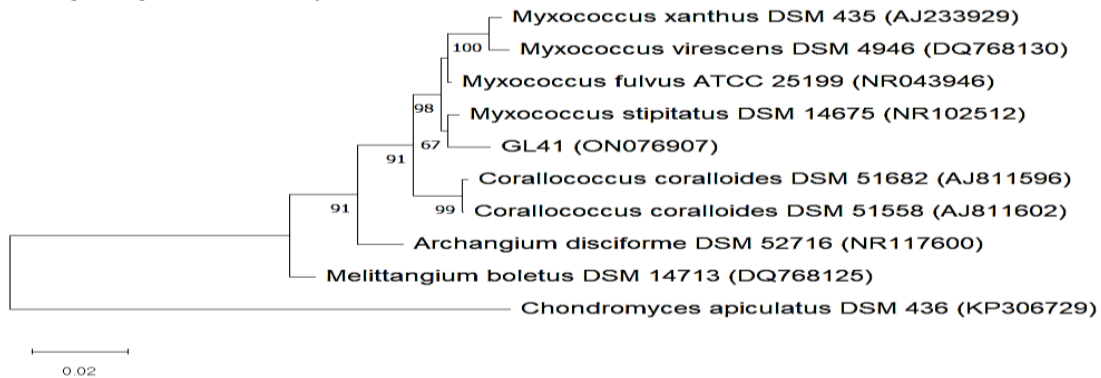 Myxococcus xanthus DSM 435 (AJ233929)
100
Myxococcus virescens DSM 4946 (DQ768130)
Myxococcus fulvus ATCC 25199 (NR043946)
98
Myxococcus stipitatus DSM 14675 (NR102512)
67
GL41 (ON076907)
91
Corallococcus coralloides DSM 51682 (AJ811596)
91
99
Corallococcus coralloides DSM 51558 (AJ811602)
Archangium disciforme DSM 52716 (NR117600)
Melittangium boletus DSM 14713 (DQ768125)
Chondromyces apiculatus DSM 436 (KP306729)
0.02